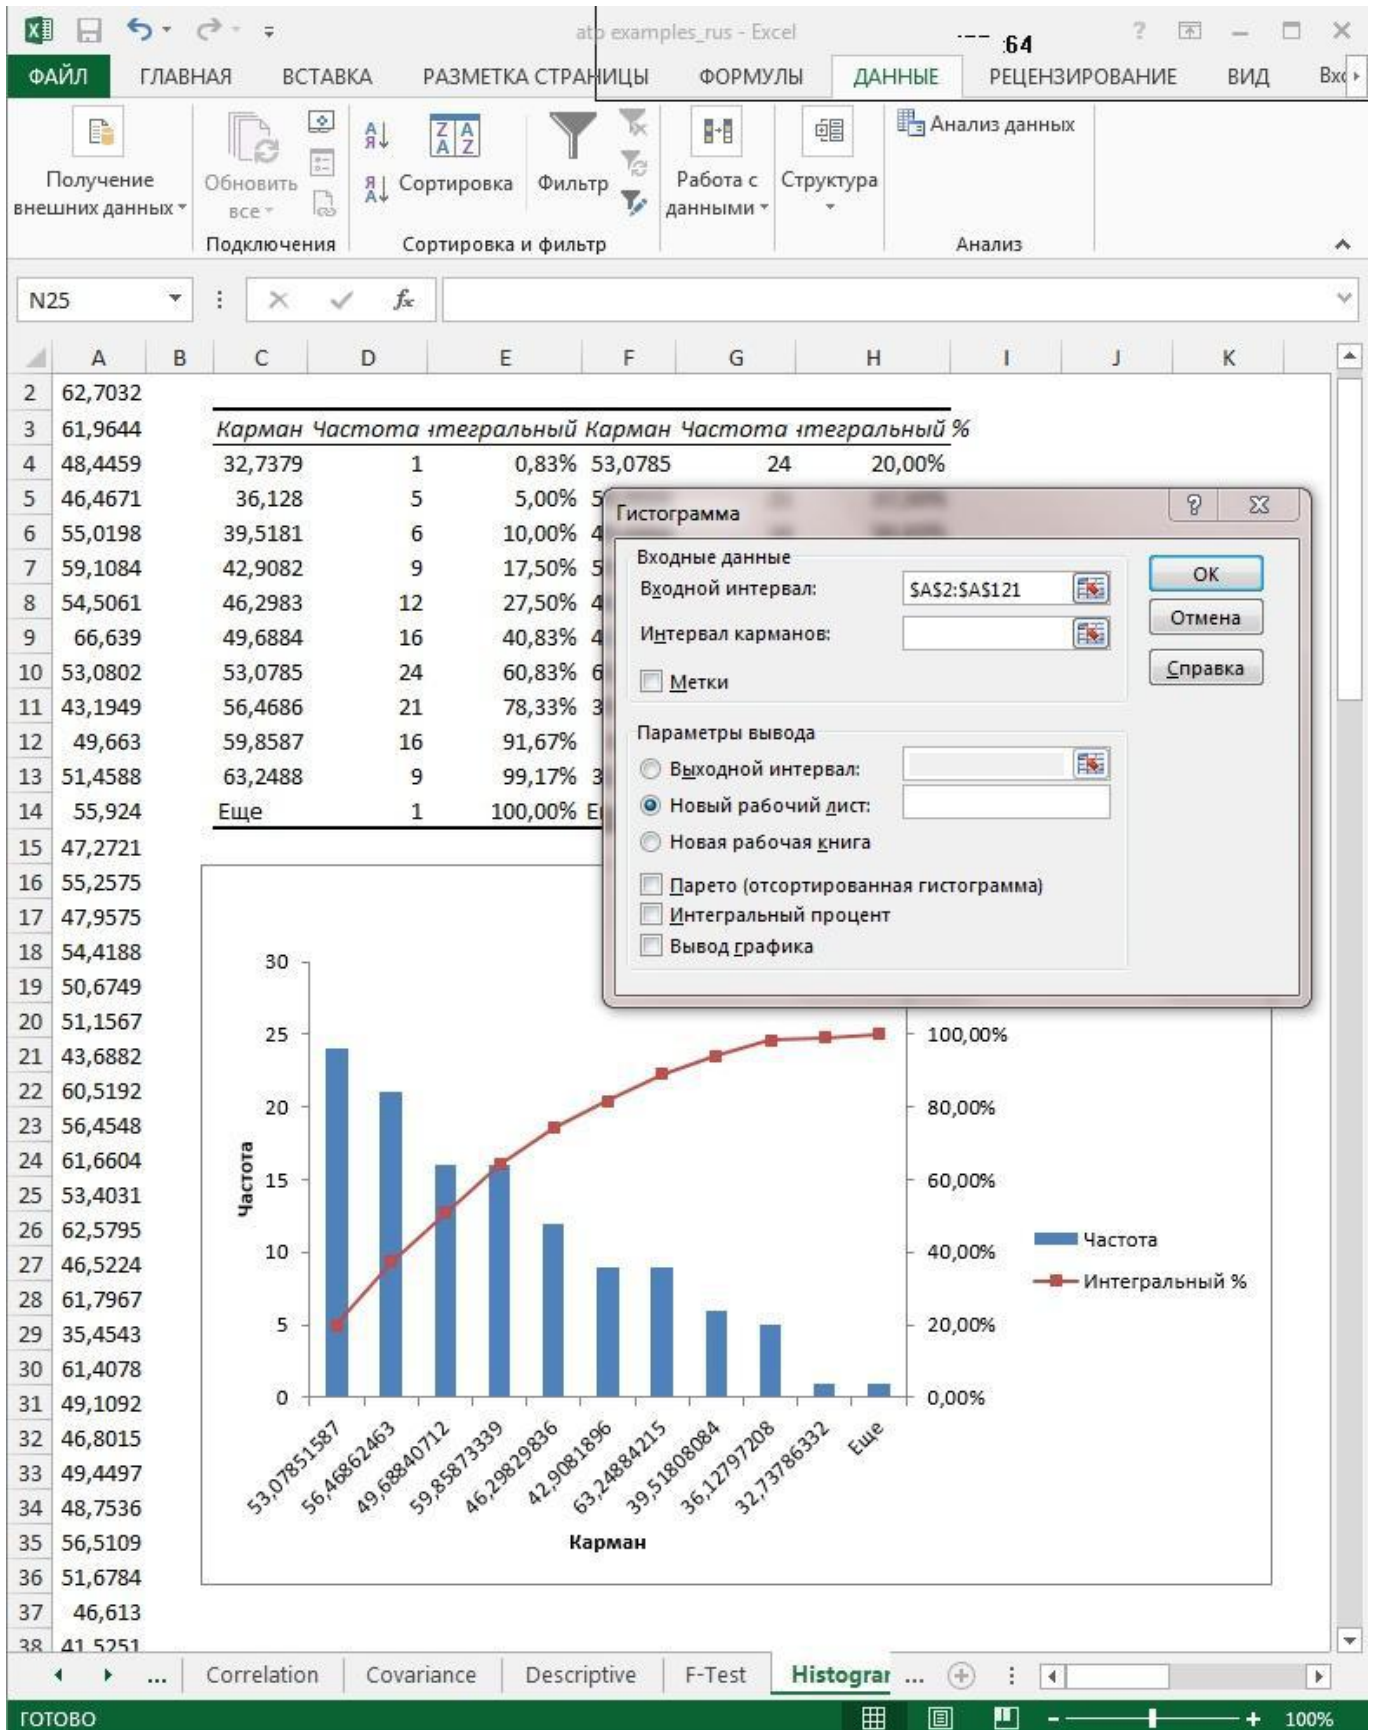 ato examples_rus - Excel
:64
ФАЙЛ ГЛАВНАЯ ВСТАВКА РАЗМЕТКА СТРАНИЦЫ ФОРМУЛЫ ДАННЫЕ РЕЦЕНЗИРОВАНИЕ ВИД
Получение внешних данных
Обновить все
Подключения
Сортировка
Фильтр
Сортировка и фильтр
Работа с данными
Структура
Анализ данных
Анализ
N25
A B C D E F G H I J K
2 62,7032
3 61,9644 Карман Частота Карман Частота %
4 48,4459 32,7379 1 0,83% 53,0785 24 20,00%
5 46,4671 36,128 5 5,00%
6 55,0198 39,5181 6 10,00%
7 59,1084 42,9082 9 17,50%
8 54,5061 46,2983 12 27,50%
9 66,639 49,6884 16 40,83%
10 53,0802 53,0785 24 60,83%
11 43,1949 56,4686 21 78,33%
12 49,663 59,8587 16 91,67%
13 51,4588 63,2488 9 99,17%
14 55,924 Еще 1 100,00%
15 47,2721
16 55,2575
17 47,9575
18 54,4188
19 50,6749
20 51,1567
21 43,6882
22 60,5192
23 56,4548
24 61,6604
25 53,4031
26 62,5795
27 46,5224
28 61,7967
29 35,4543
30 61,4078
31 49,1092
32 46,8015
33 49,4497
34 48,7536
35 56,5109
36 51,6784
37 46,613
38 41,5251
Гистограмма
Входные данные
Входной интервал: $A$2:$A$121
Интервал карманов:
Метки
OK
Отмена
Справка
Параметры вывода
Выходной интервал:
Новый рабочий лист:
Новая рабочая книга
Парето (отсортированная гистограмма)
Интегральный процент
Вывод графика
30
25
20
15
10
5
0
Частота
100,00%
80,00%
60,00%
40,00%
20,00%
0,00%
Частота
Интегральный %
53,07851587 56,46862463 49,68840712 59,85873339 46,29829836 42,9081896 63,24884215 39,51808084 36,12797208 32,73786332 Еще
Карман
... Correlation Covariance Descriptive F-Test Histogram ...
ГОТОВО 100%